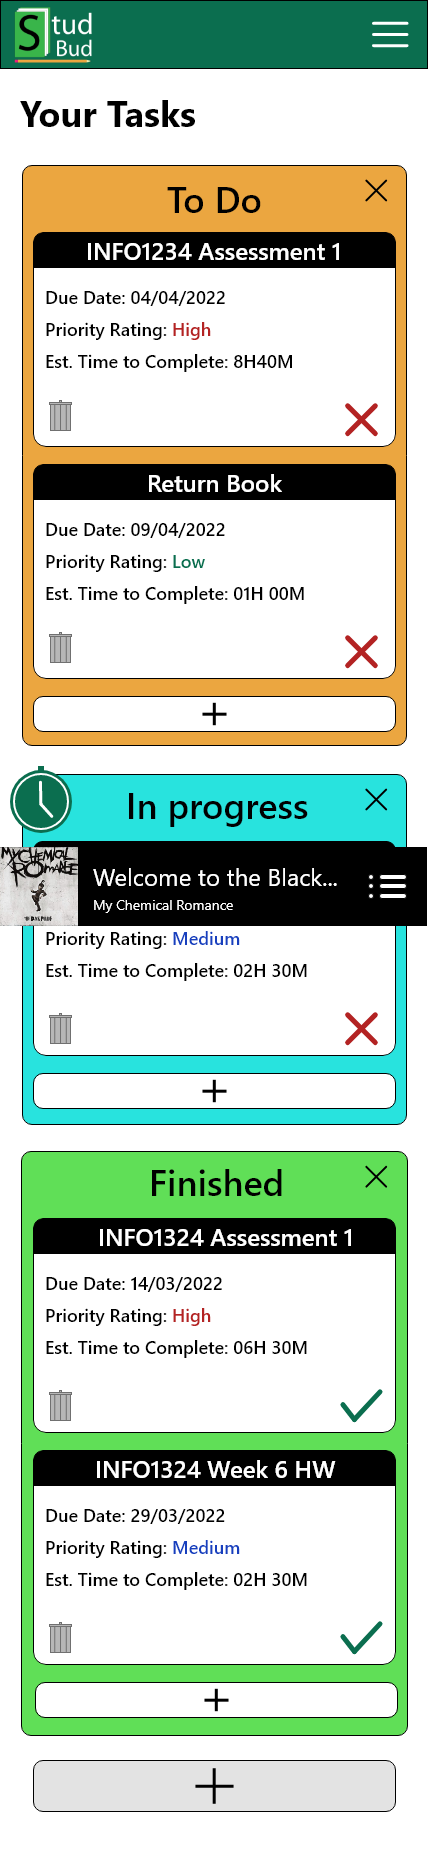 Stud
Bud
Your Tasks
To Do
INFO1234 Assessment 1
Due Date: 04/04/2022
Priority Rating: High
Est. Time to Complete: 8H40M
Return Book
Due Date: 09/04/2022
Priority Rating: Low
Est. Time to Complete: 01H 00M
In progress
MY CHEMICAL
ROMANCE
Welcome to the Black...
My Chemical Romance
Priority Rating: Medium
Est. Time to Complete: 02H 30M
Finished
INFO1324 Assessment 1
Due Date: 14/03/2022
Priority Rating: High
Est. Time to Complete: 06H 30M
INFO1324 Week 6 HW
Due Date: 29/03/2022
Priority Rating: Medium
Est. Time to Complete: 02H 30M